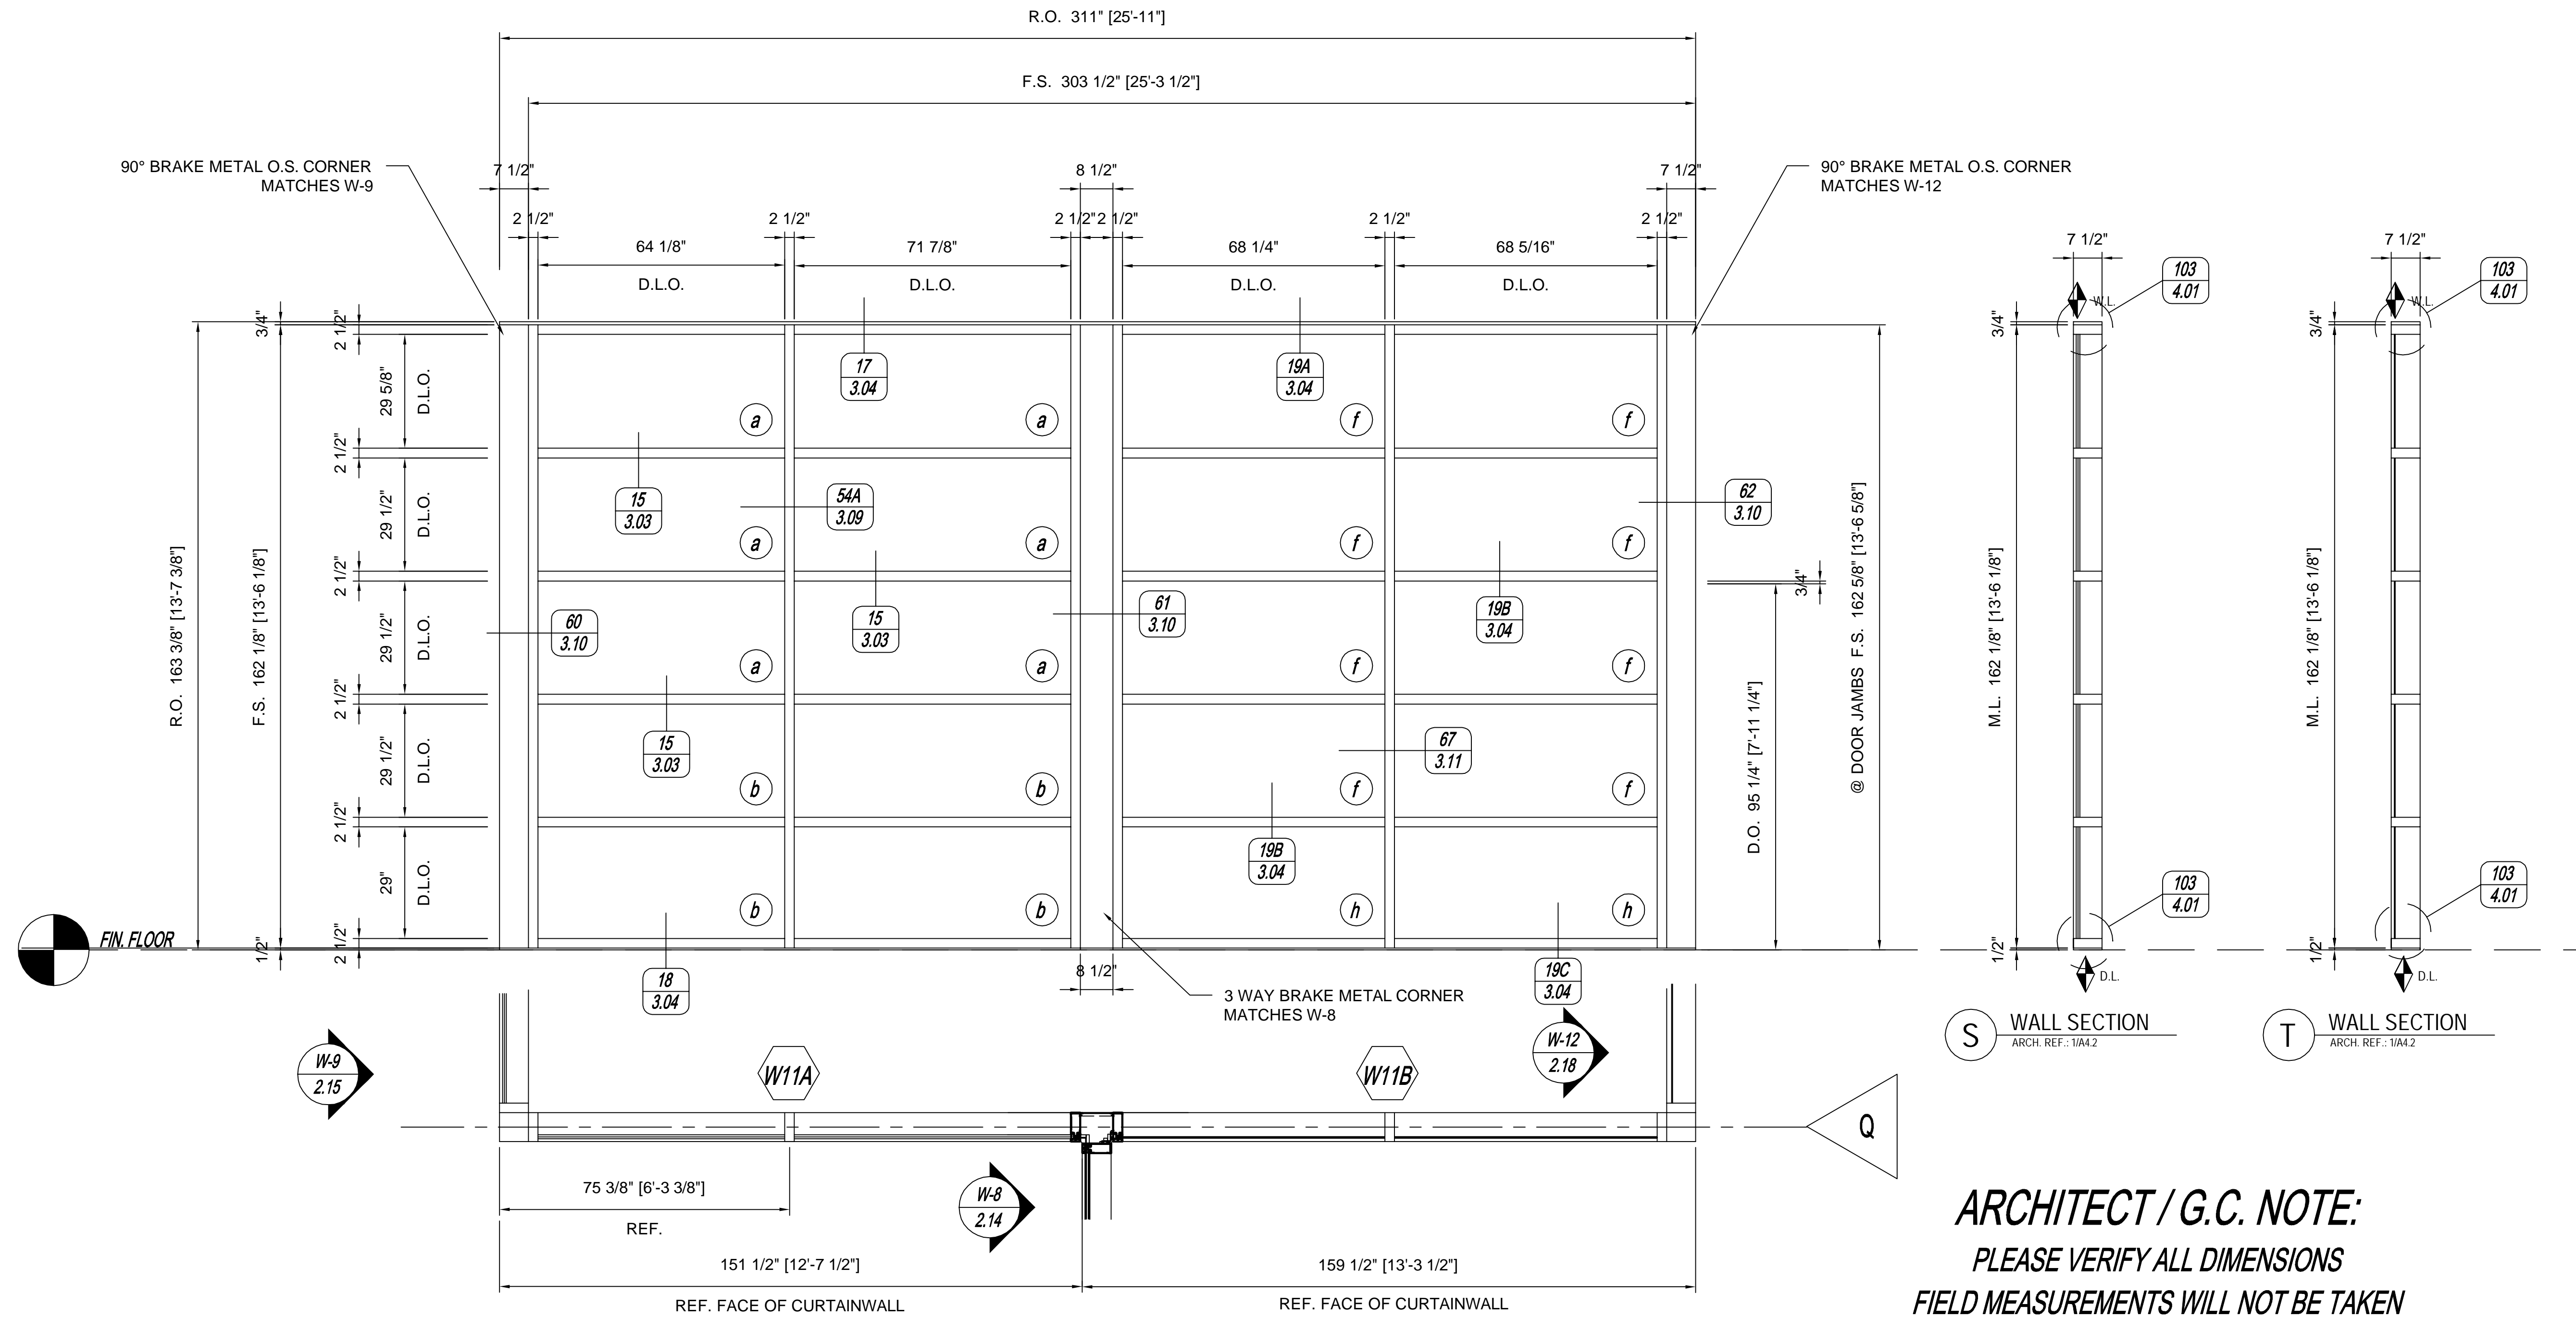 R.O. 311" [25'-11"]
F.S. 303 1/2" [25'-3 1/2"]
90° BRAKE METAL O.S. CORNER
MATCHES W-9
7 1/2"
8 1/2"
7 1/2"
90° BRAKE METAL O.S. CORNER
MATCHES W-12
2 1/2"
2 1/2"
2 1/2"
2 1/2"
2 1/2"
2 1/2"
64 1/8"
D.L.O.
71 7/8"
D.L.O.
68 1/4"
D.L.O.
68 5/16"
D.L.O.
R.O. 163 3/8" [13'-7 3/8"]
3/4"
F.S. 162 1/8" [13'-6 1/8"]
1/2"
2 1/2"
29 5/8"
D.L.O.
2 1/2"
29 1/2"
D.L.O.
2 1/2"
29 1/2"
D.L.O.
2 1/2"
29 1/2"
D.L.O.
2 1/2"
29"
D.L.O.
2 1/2"
FIN. FLOOR
17
3.04
19A
3.04
a
a
f
f
15
3.03
54A
3.09
62
3.10
a
a
f
f
60
3.10
15
3.03
61
3.10
19B
3.04
a
a
f
f
15
3.03
67
3.11
b
b
f
f
19B
3.04
b
b
h
h
18
3.04
19C
3.04
8 1/2"
3 WAY BRAKE METAL CORNER
MATCHES W-8
3/4"
D.O. 95 1/4" [7'-11 1/4"]
@ DOOR JAMBS F.S. 162 5/8" [13'-6 5/8"]
7 1/2"
103
4.01
W.L.
3/4"
M.L. 162 1/8" [13'-6 1/8"]
1/2"
103
4.01
D.L.
S
WALL SECTION
ARCH. REF.: 1/A4.2
7 1/2"
103
4.01
W.L.
3/4"
M.L. 162 1/8" [13'-6 1/8"]
1/2"
103
4.01
D.L.
T
WALL SECTION
ARCH. REF.: 1/A4.2
W-9
2.15
W11A
W11B
W-12
2.18
Q
75 3/8" [6'-3 3/8"]
REF.
W-8
2.14
151 1/2" [12'-7 1/2"]
REF. FACE OF CURTAINWALL
159 1/2" [13'-3 1/2"]
REF. FACE OF CURTAINWALL
ARCHITECT / G.C. NOTE:
PLEASE VERIFY ALL DIMENSIONS
FIELD MEASUREMENTS WILL NOT BE TAKEN